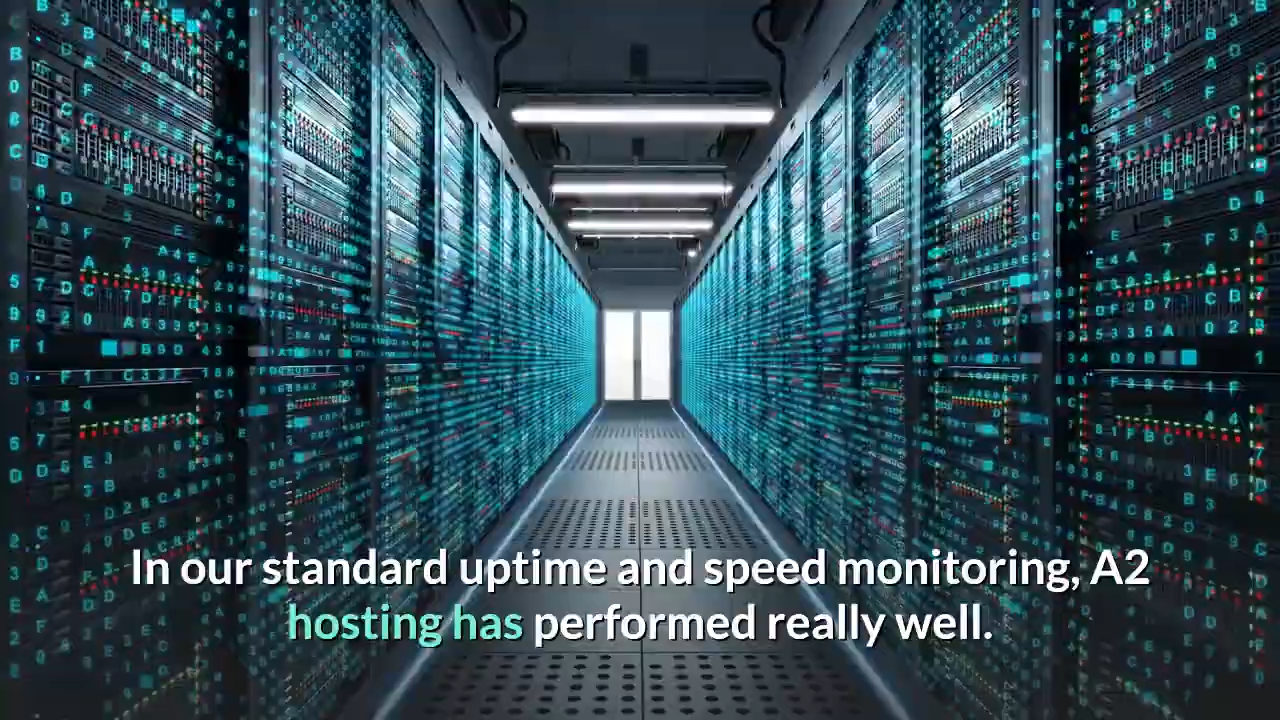 In our standard uptime and speed monitoring, A2
hosting has performed really well.